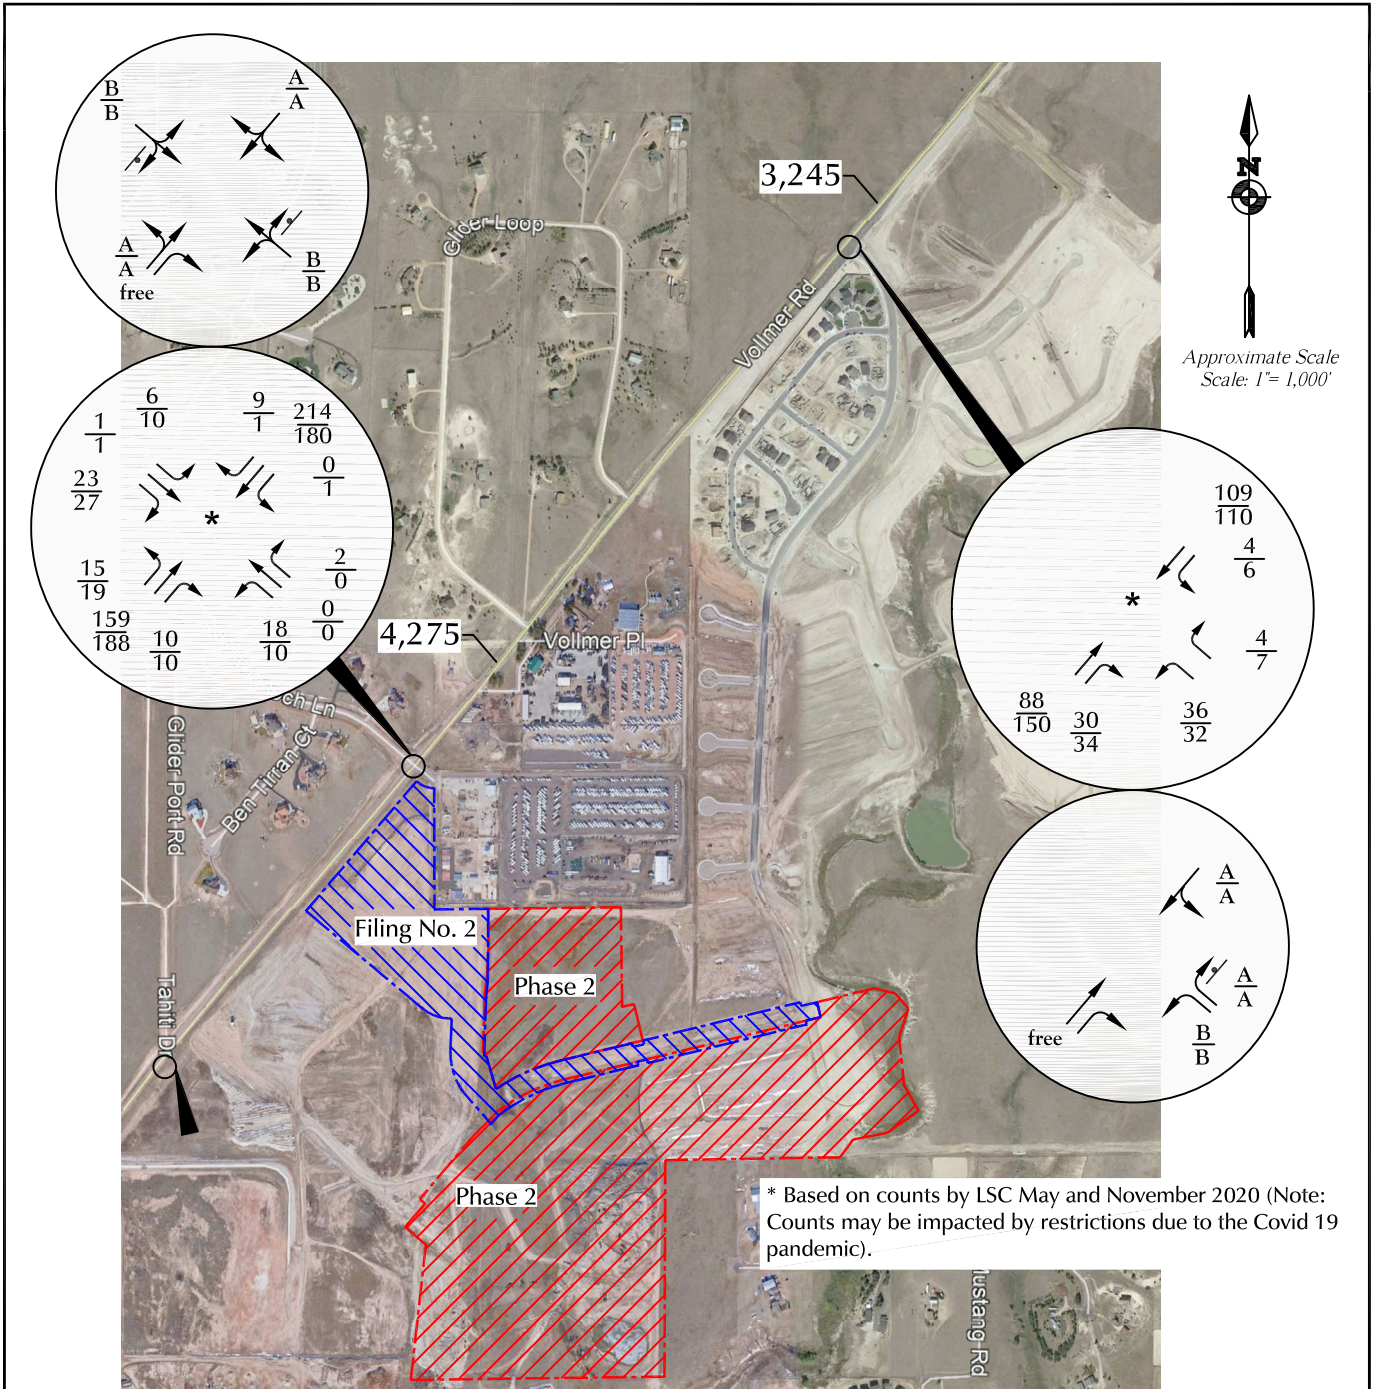 B
B
A
A
A
A
free
B
B
3,245
Glider Loop
Vollmer Rd
N
Approximate Scale
Scale: 1"= 1,000'
6
10
9
1
214
180
1
1
0
1
23
27
*
15
19
2
0
159
188
10
10
18
10
0
0
4,275
Vollmer Pl
109
110
4
6
*
4
7
88
150
30
34
36
32
ch Ln
Ben Tirran Ct
Glider Port Rd
A
A
Filing No. 2
Phase 2
A
A
free
B
B
Tahiti Dr
Phase 2
* Based on counts by LSC May and November 2020 (Note:
Counts may be impacted by restrictions due to the Covid 19
pandemic).
Mustang Rd